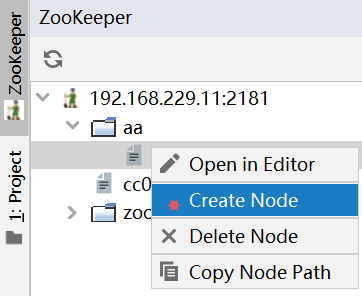 ZooKeeper
ZooKeeper
1: Project
192.168.229.11:2181
aa
cc0
zoo
Open in Editor
Create Node
Delete Node
Copy Node Path